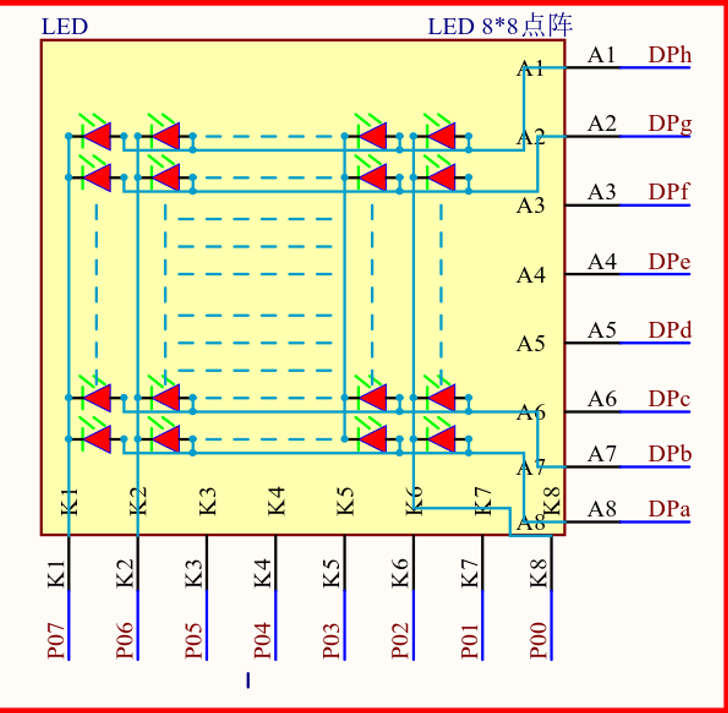 LED
LED 8*8点阵
A1 A1 DPh
A2 A2 DPg
A3 A3 DPf
A4 A4 DPe
A5 A5 DPd
A6 A6 DPc
A7 A7 DPb
A8 A8 DPa
K1 K2 K3 K4 K5 K6 K7 K8
K1 K2 K3 K4 K5 K6 K7 K8
P07 P06 P05 P04 P03 P02 P01 P00